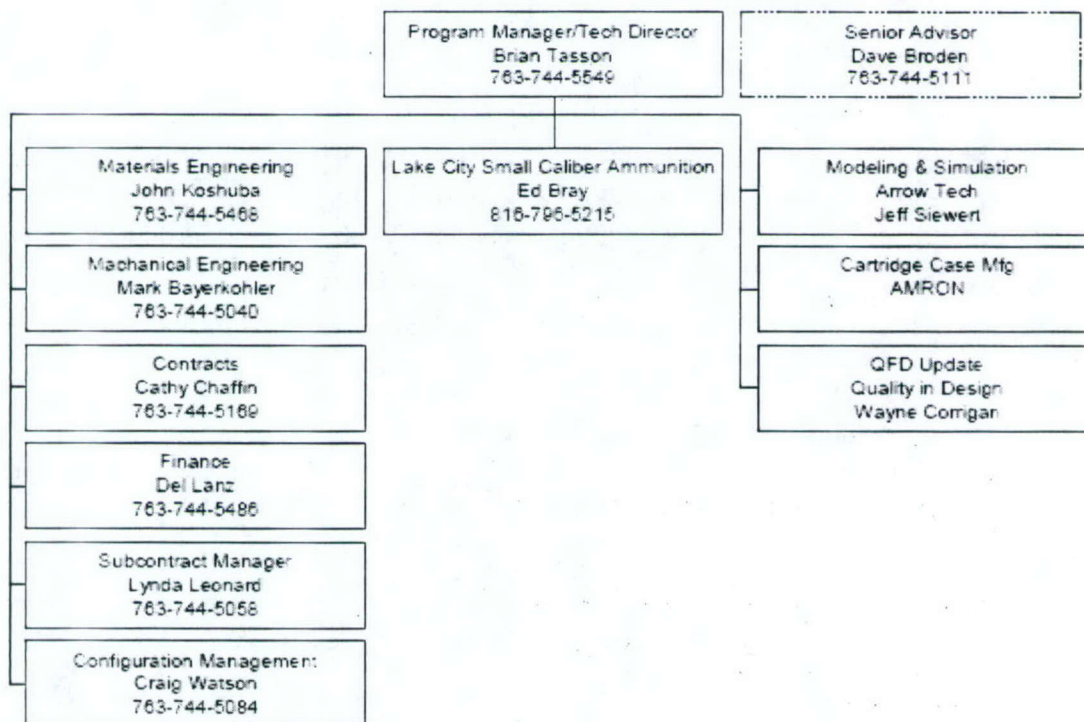 Program Manager/Tech Director
Brian Tasson
763-744-5549
Senior Advisor
Dave Broden
763-744-5111
Materials Engineering
John Koshuba
763-744-5468
Machanical Engineering
Mark Bayerkohler
763-744-5040
Contracts
Cathy Chaffin
763-744-5169
Finance
Del Lanz
763-744-5486
Subcontract Manager
Lynda Leonard
763-744-5058
Configuration Management
Craig Watson
763-744-5084
Lake City Small Caliber Ammunition
Ed Bray
816-796-5215
Modeling & Simulation
Arrow Tech
Jeff Siewert
Cartridge Case Mfg
AMRON
QFD Update
Quality in Design
Wayne Corrigan